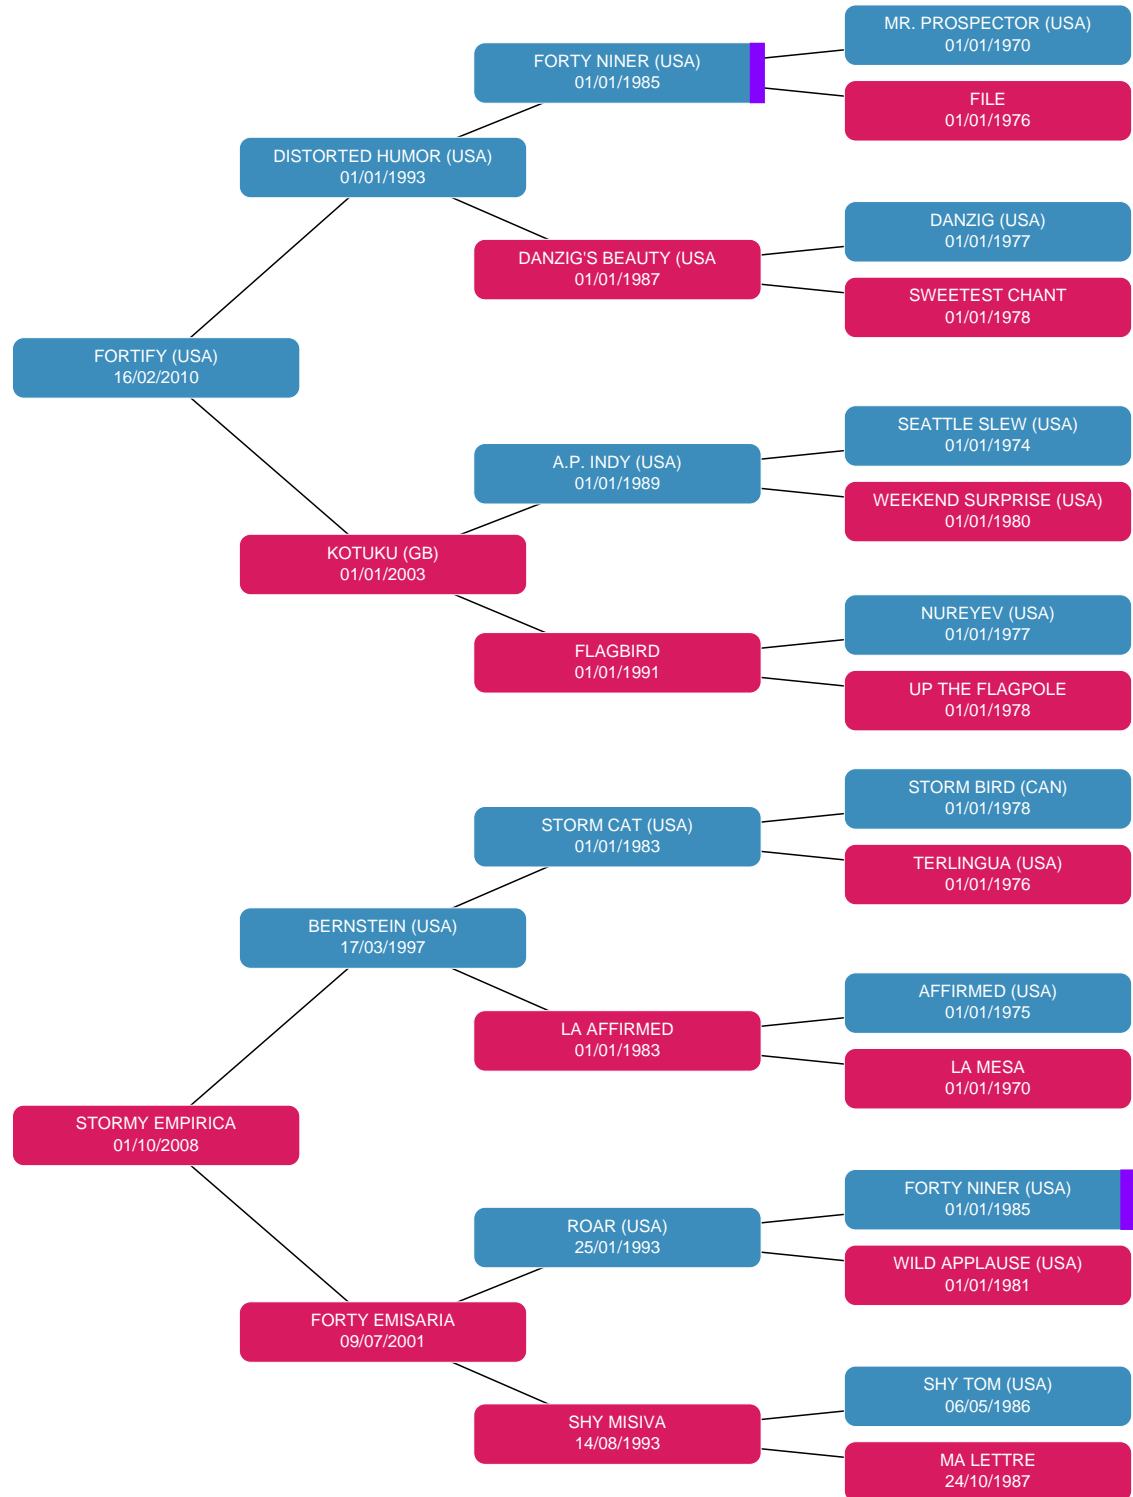 MR. PROSPECTOR (USA)
01/01/1970
FORTY NINER (USA)
01/01/1985
FILE
01/01/1976
DISTORTED HUMOR (USA)
01/01/1993
DANZIG (USA)
01/01/1977
DANZIG'S BEAUTY (USA
01/01/1987
SWEETEST CHANT
01/01/1978
FORTIFY (USA)
16/02/2010
SEATTLE SLEW (USA)
01/01/1974
A.P. INDY (USA)
01/01/1989
WEEKEND SURPRISE (USA)
01/01/1980
KOTUKU (GB)
01/01/2003
NUREYEV (USA)
01/01/1977
FLAGBIRD
01/01/1991
UP THE FLAGPOLE
01/01/1978
STORM BIRD (CAN)
01/01/1978
STORM CAT (USA)
01/01/1983
TERLINGUA (USA)
01/01/1976
BERNSTEIN (USA)
17/03/1997
AFFIRMED (USA)
01/01/1975
LA AFFIRMED
01/01/1983
LA MESA
01/01/1970
STORMY EMPIRICA
01/10/2008
FORTY NINER (USA)
01/01/1985
ROAR (USA)
25/01/1993
WILD APPLAUSE (USA)
01/01/1981
FORTY EMISARIA
09/07/2001
SHY TOM (USA)
06/05/1986
SHY MISIVA
14/08/1993
MA LETTRE
24/10/1987